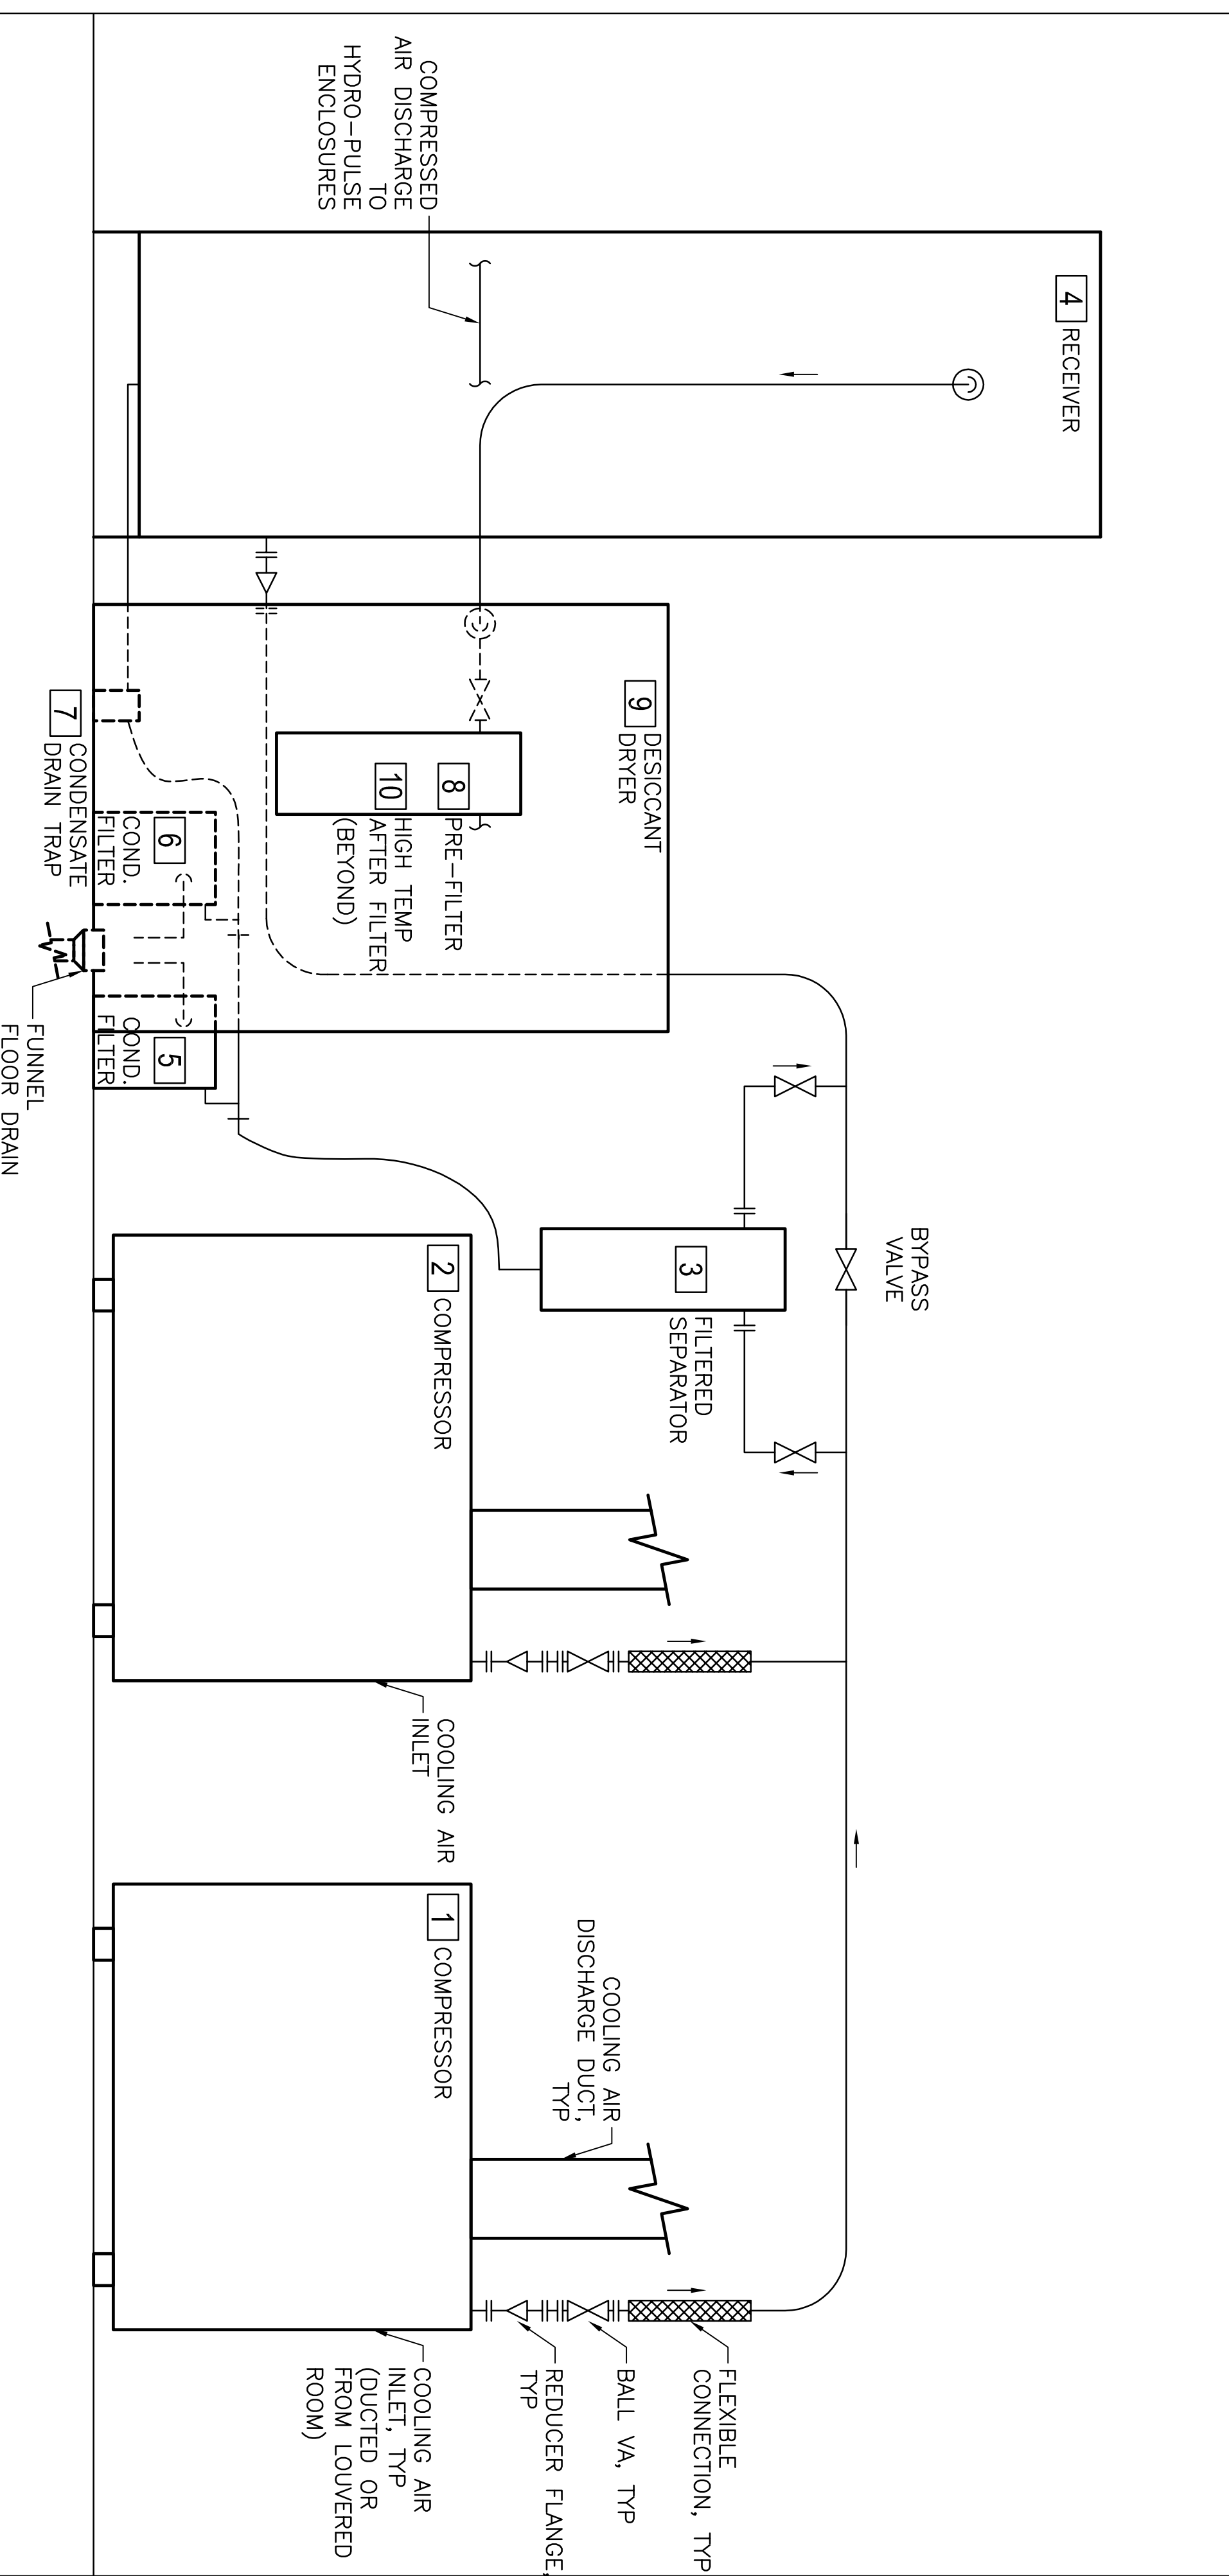 COMPRESSED
AIR DISCHARGE
TO
HYDRO-PULSE
ENCLOSURES
4 RECEIVER
9 DESICCANT
DRYER
8 PRE-FILTER
10 HIGH TEMP
AFTER FILTER
(BEYOND)
7 CONDENSATE
DRAIN TRAP
6 COND.
FILTER
5 COND.
FILTER
FUNNEL
FLOOR DRAIN
BYPASS
VALVE
3 FILTERED
SEPARATOR
2 COMPRESSOR
COOLING AIR
INLET
1 COMPRESSOR
COOLING AIR
DISCHARGE DUCT,
TYP
FLEXIBLE
CONNECTION, TYP
BALL VA, TYP
REDUCER FLANGE,
TYP
COOLING AIR
INLET, TYP
(DUCTED OR
FROM LOUVERED
ROOM)